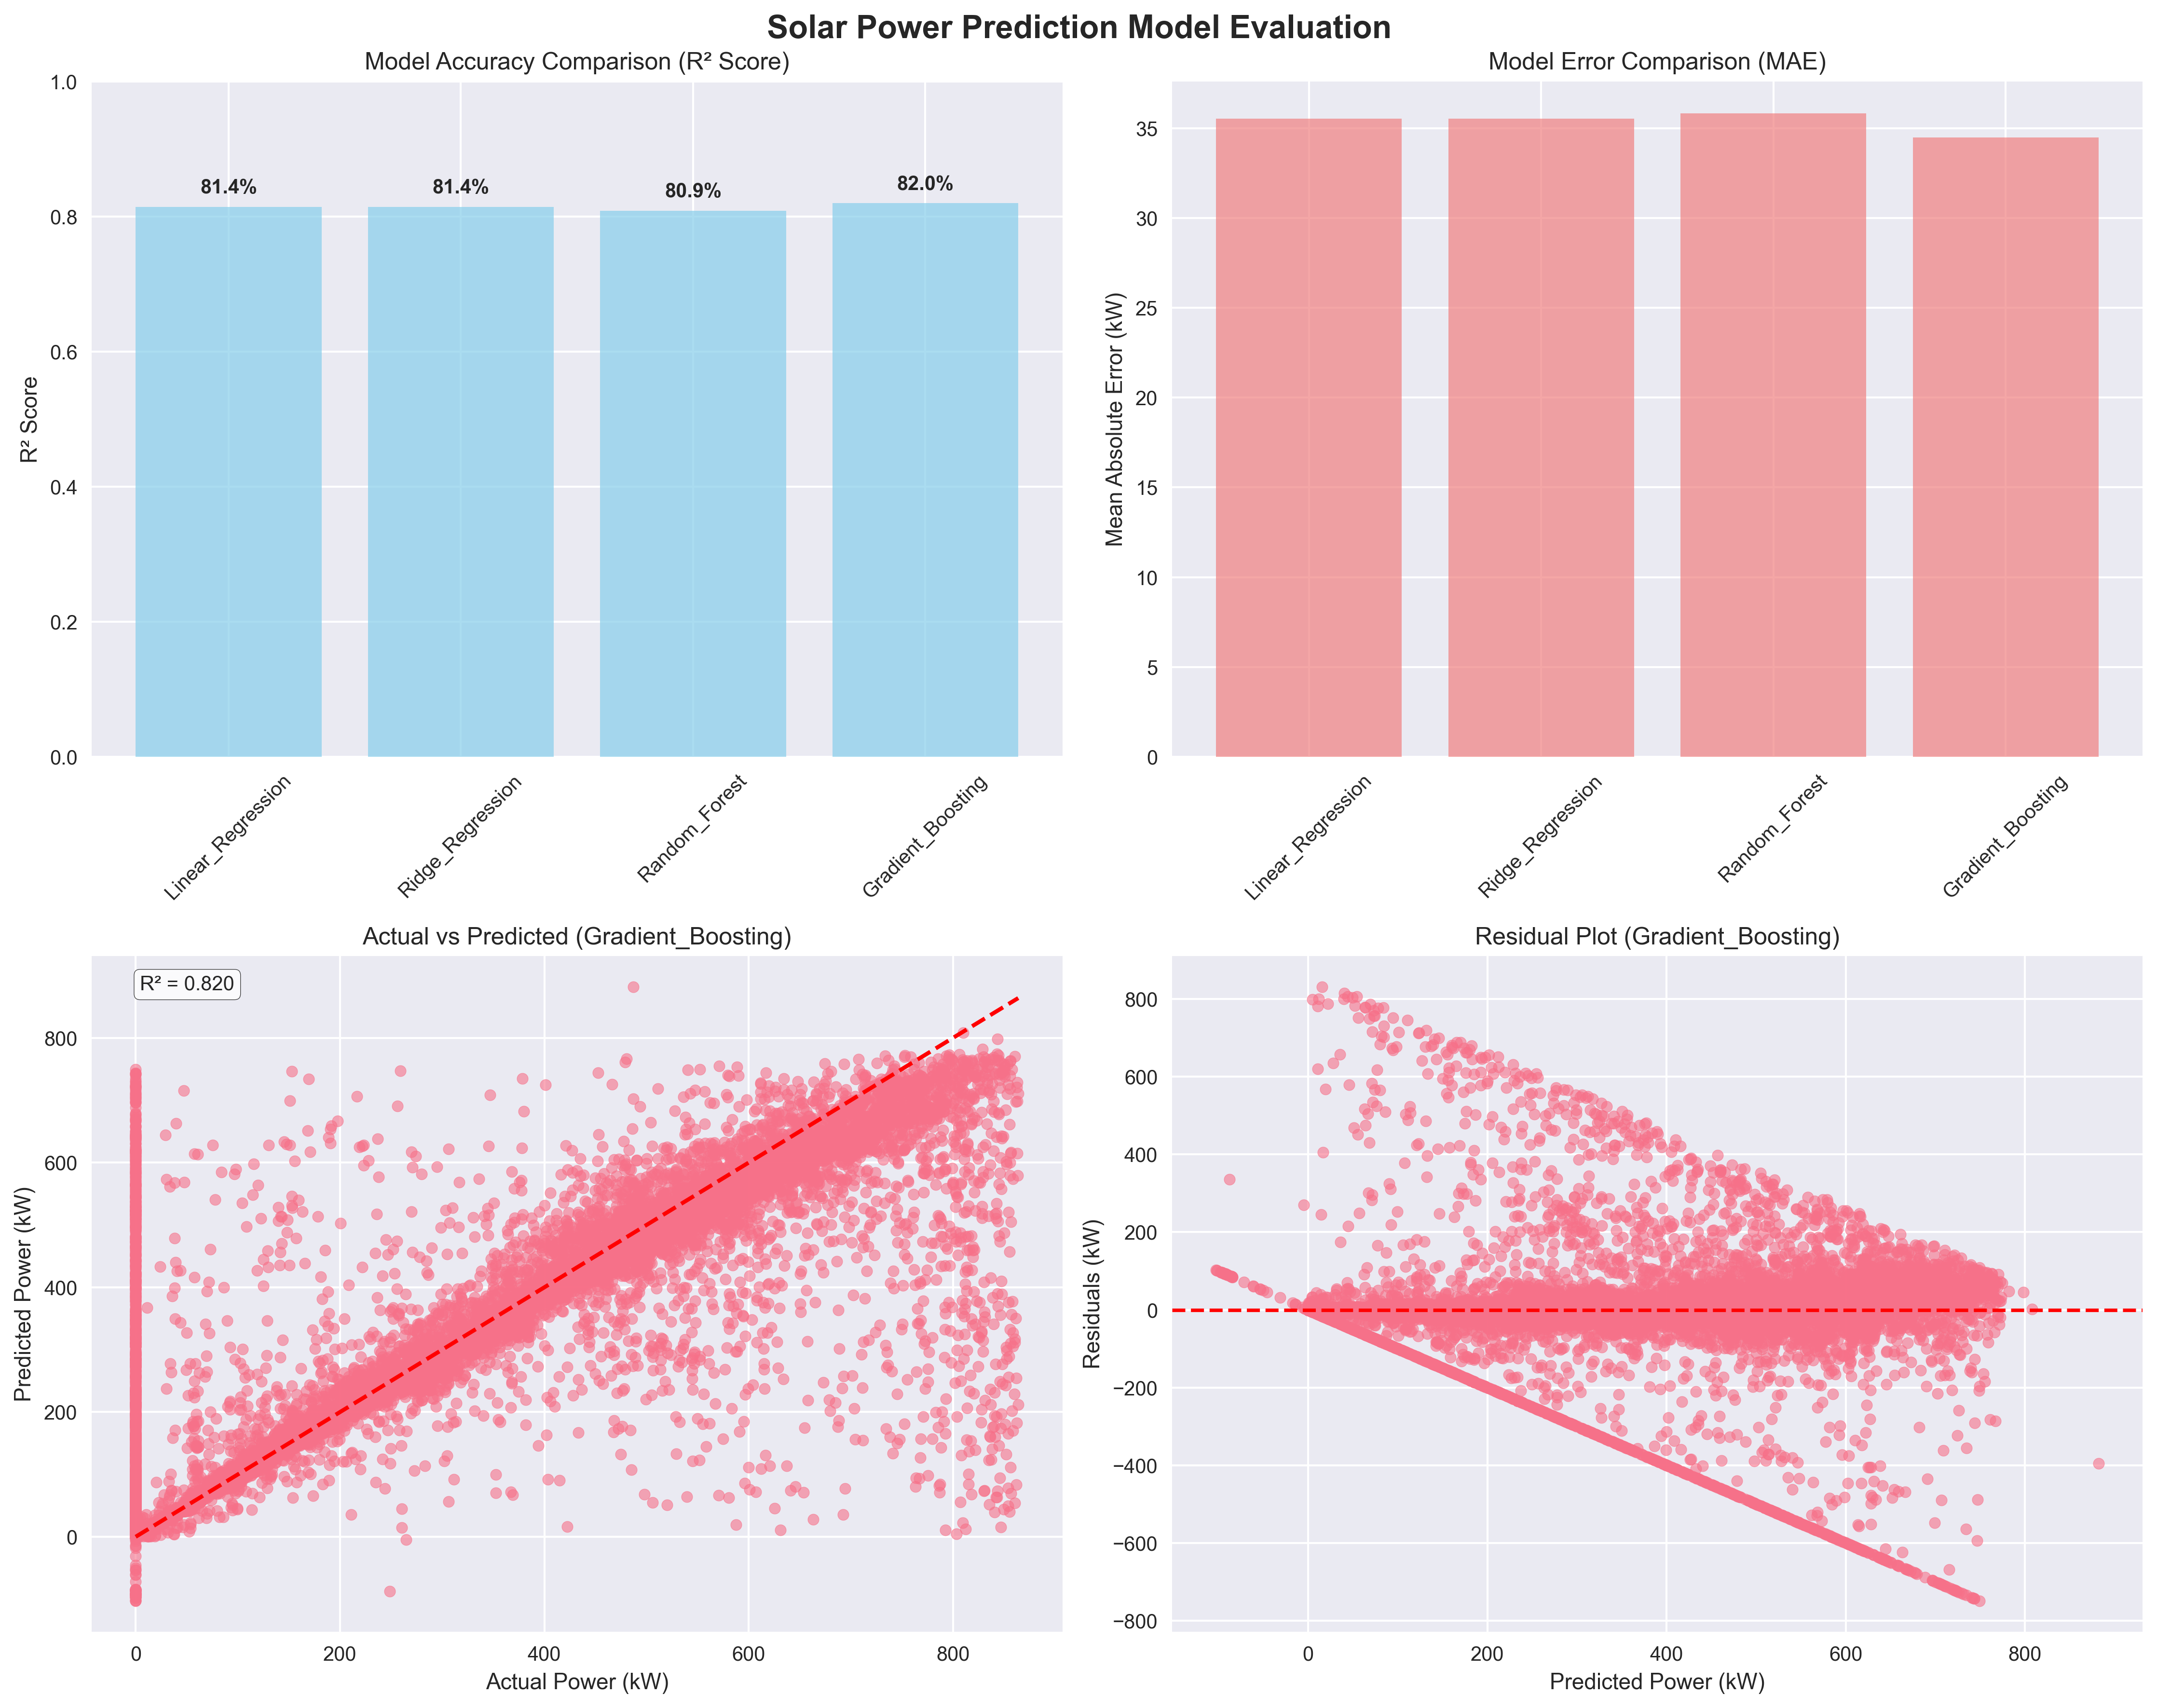 Solar Power Prediction Model Evaluation
Model Accuracy Comparison (R² Score)
1.0
0.8
0.6
0.4
0.2
0.0
R² Score
81.4%
81.4%
80.9%
82.0%
Linear_Regression
Ridge_Regression
Random_Forest
Gradient_Boosting
Model Error Comparison (MAE)
35
30
25
20
15
10
5
0
Mean Absolute Error (kW)
Linear_Regression
Ridge_Regression
Random_Forest
Gradient_Boosting
Actual vs Predicted (Gradient_Boosting)
R² = 0.820
800
600
400
200
0
Predicted Power (kW)
0
200
400
600
800
Actual Power (kW)
Residual Plot (Gradient_Boosting)
800
600
400
200
0
−200
−400
−600
−800
Residuals (kW)
0
200
400
600
800
Predicted Power (kW)